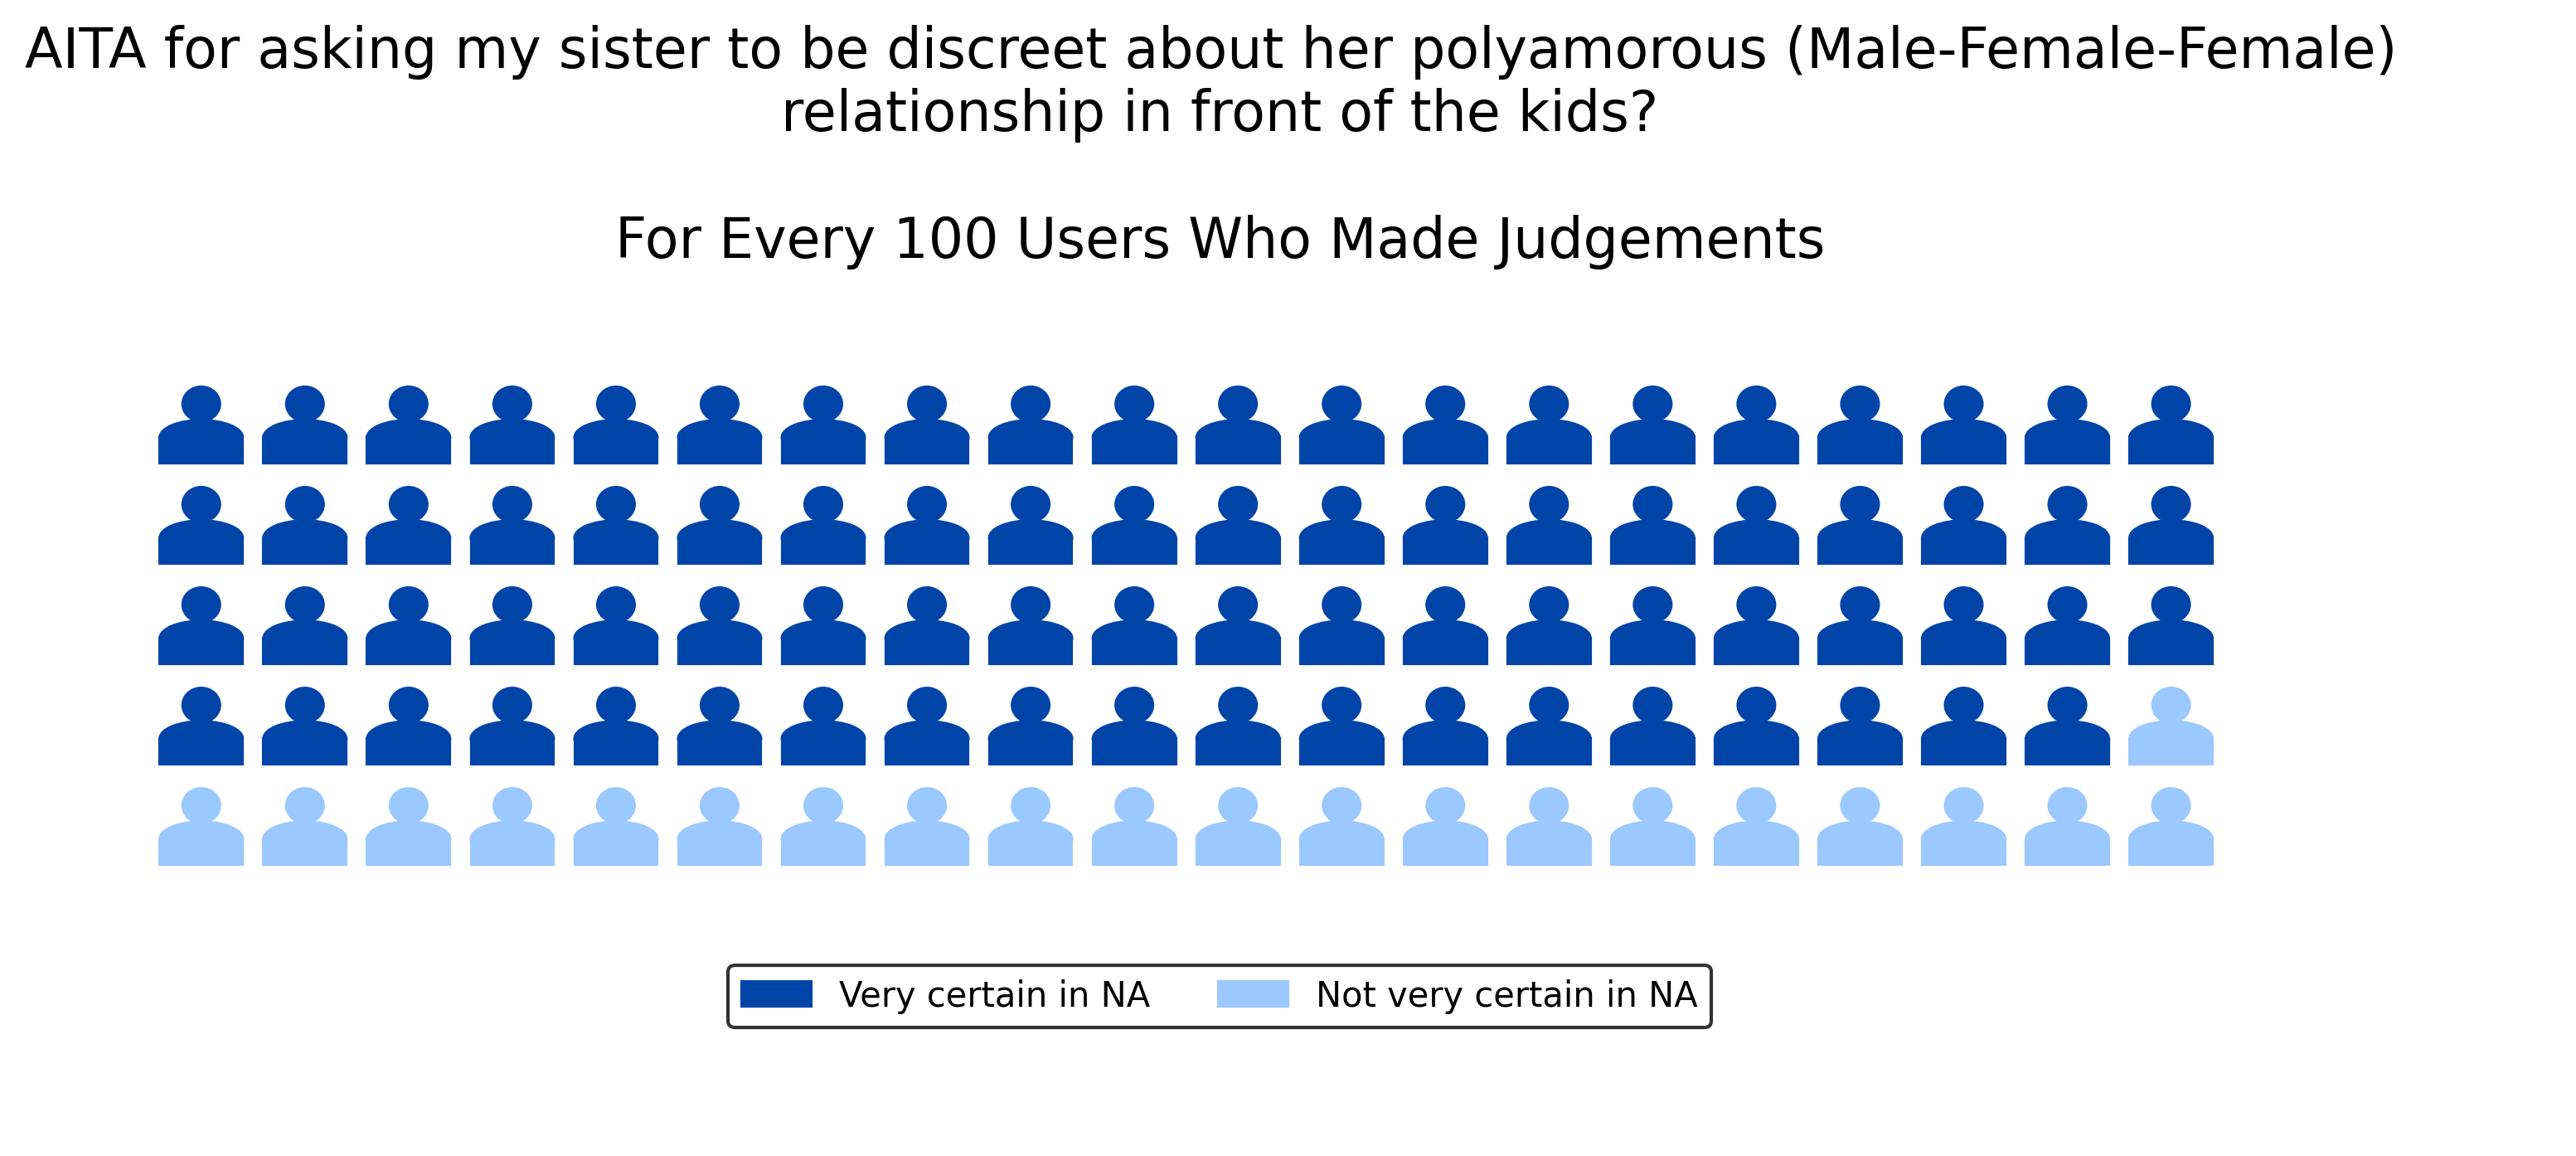 AITA for asking my sister to be discreet about her polyamorous (Male-Female-Female)
relationship in front of the kids?
For Every 100 Users Who Made Judgements
Very certain in NA
Not very certain in NA